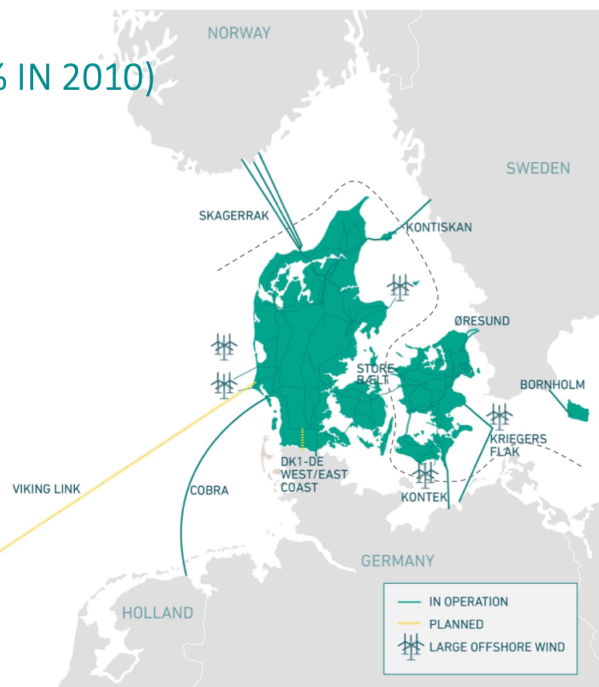 % IN 2010)
NORWAY
SWEDEN
SKAGERRAK
KONTISKAN
ØRESUND
STORE
BÆLT
BORNHOLM
KRIEGERS
FLAK
DK1-DE
WEST/EAST
COAST
KONTEK
VIKING LINK
COBRA
GERMANY
HOLLAND
IN OPERATION
PLANNED
LARGE OFFSHORE WIND